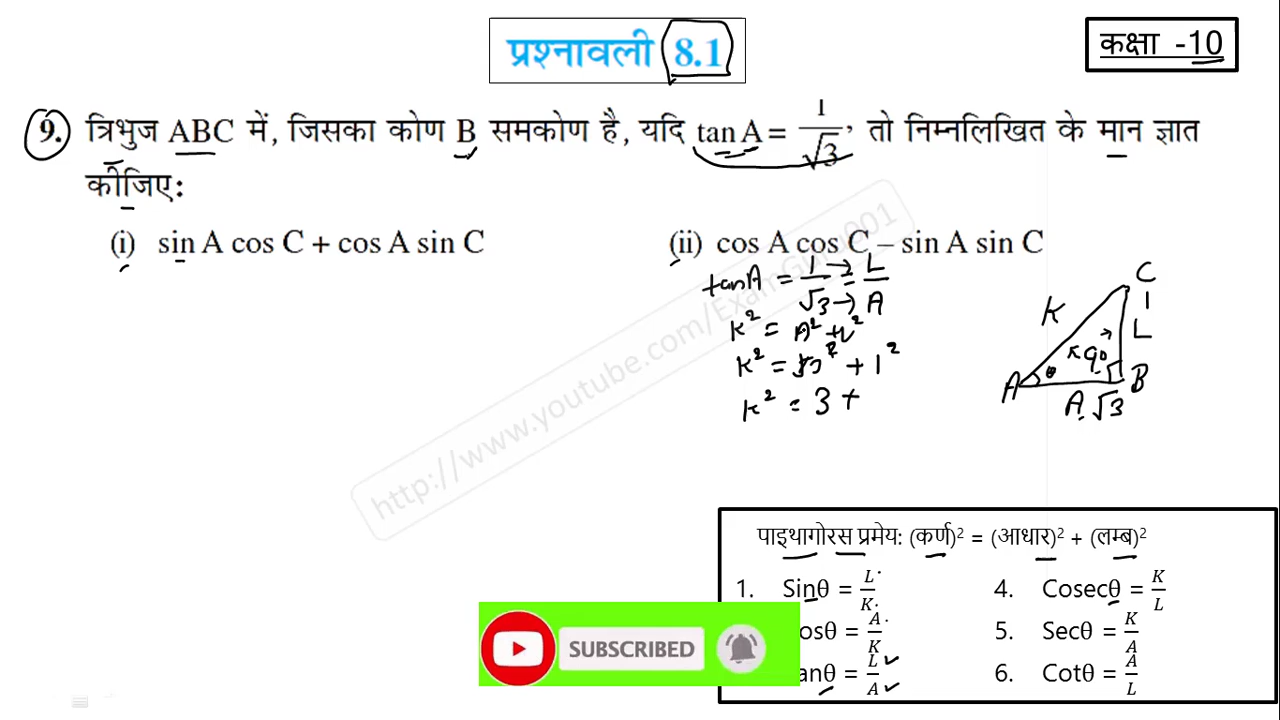 प्रश्नावली 8.1
कक्षा -10
9. त्रिभुज ABC में, जिसका कोण B समकोण है, यदि tan A = 1/√3, तो निम्नलिखित के मान ज्ञात
कीजिए:
(i) sin A cos C + cos A sin C (ii) cos A cos C – sin A sin C
tanA = 1/√3 → = L/A
K² = A² + L²
K² = √3² + 1²
K² = 3 +
C
1
K
L
90
A θ B
A √3
http://www.youtube.com/ExamGuru001
पाइथागोरस प्रमेय: (कर्ण)² = (आधार)² + (लम्ब)²
1. Sinθ = L/K 4. Cosecθ = K/L
osθ = A/K 5. Secθ = K/A
anθ = L/A 6. Cotθ = A/L
SUBSCRIBED